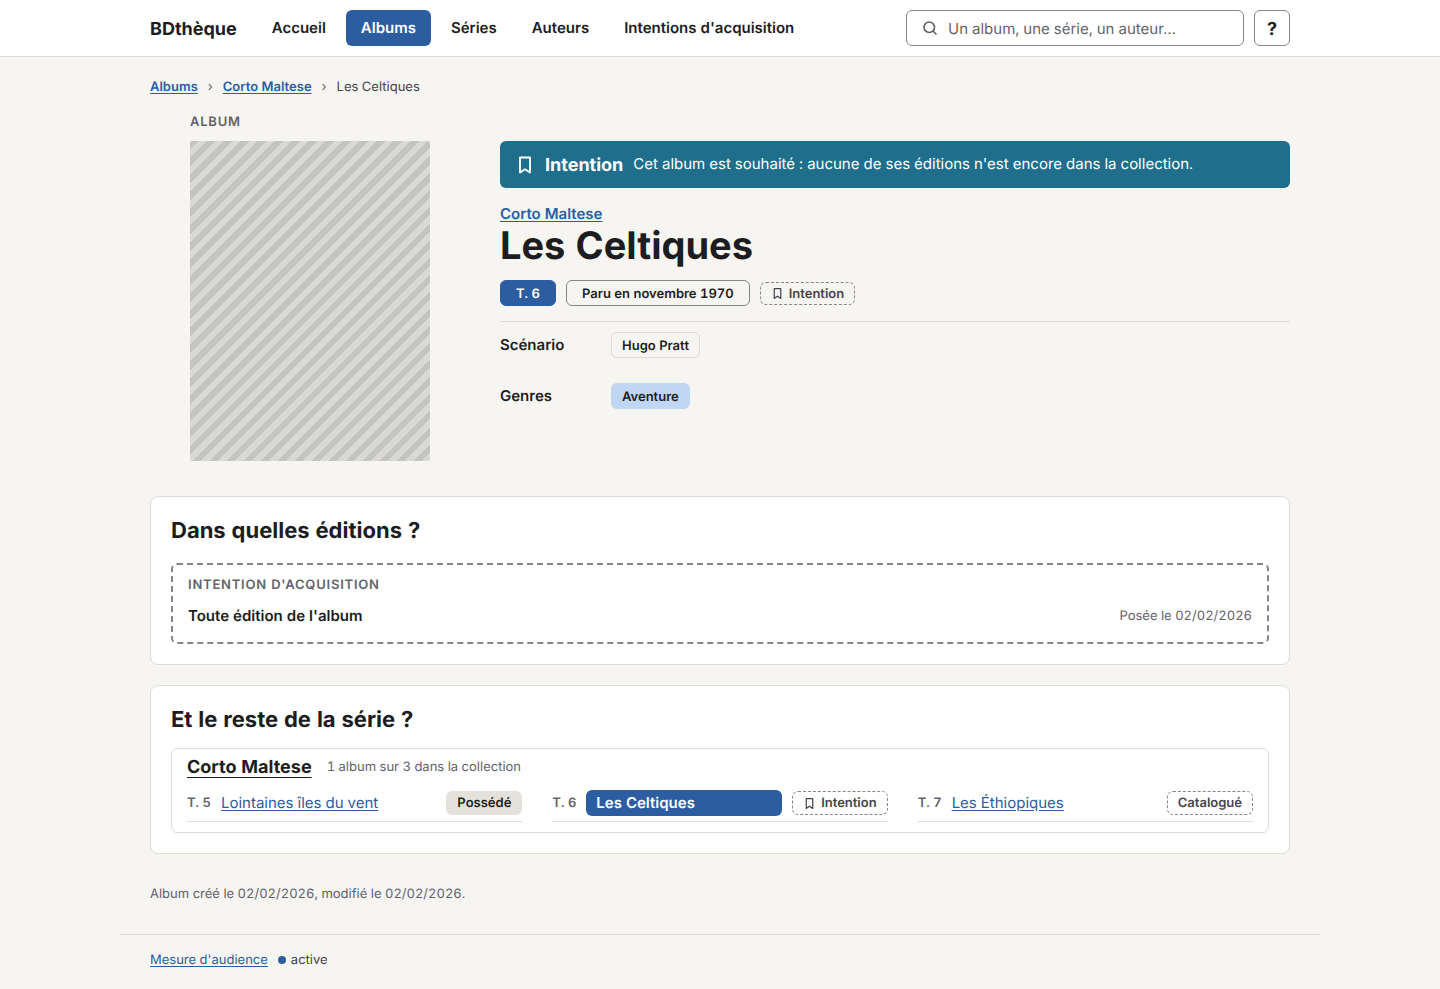 BDthèque Accueil Albums Séries Auteurs Intentions d'acquisition Un album, une série, un auteur... ?
Albums › Corto Maltese › Les Celtiques
ALBUM
Intention Cet album est souhaité : aucune de ses éditions n'est encore dans la collection.
Corto Maltese
Les Celtiques
T. 6 Paru en novembre 1970 Intention
Scénario Hugo Pratt
Genres Aventure
Dans quelles éditions ?
INTENTION D'ACQUISITION
Toute édition de l'album Posée le 02/02/2026
Et le reste de la série ?
Corto Maltese 1 album sur 3 dans la collection
T. 5 Lointaines îles du vent Possédé T. 6 Les Celtiques Intention T. 7 Les Éthiopiques Catalogué
Album créé le 02/02/2026, modifié le 02/02/2026.
Mesure d'audience active